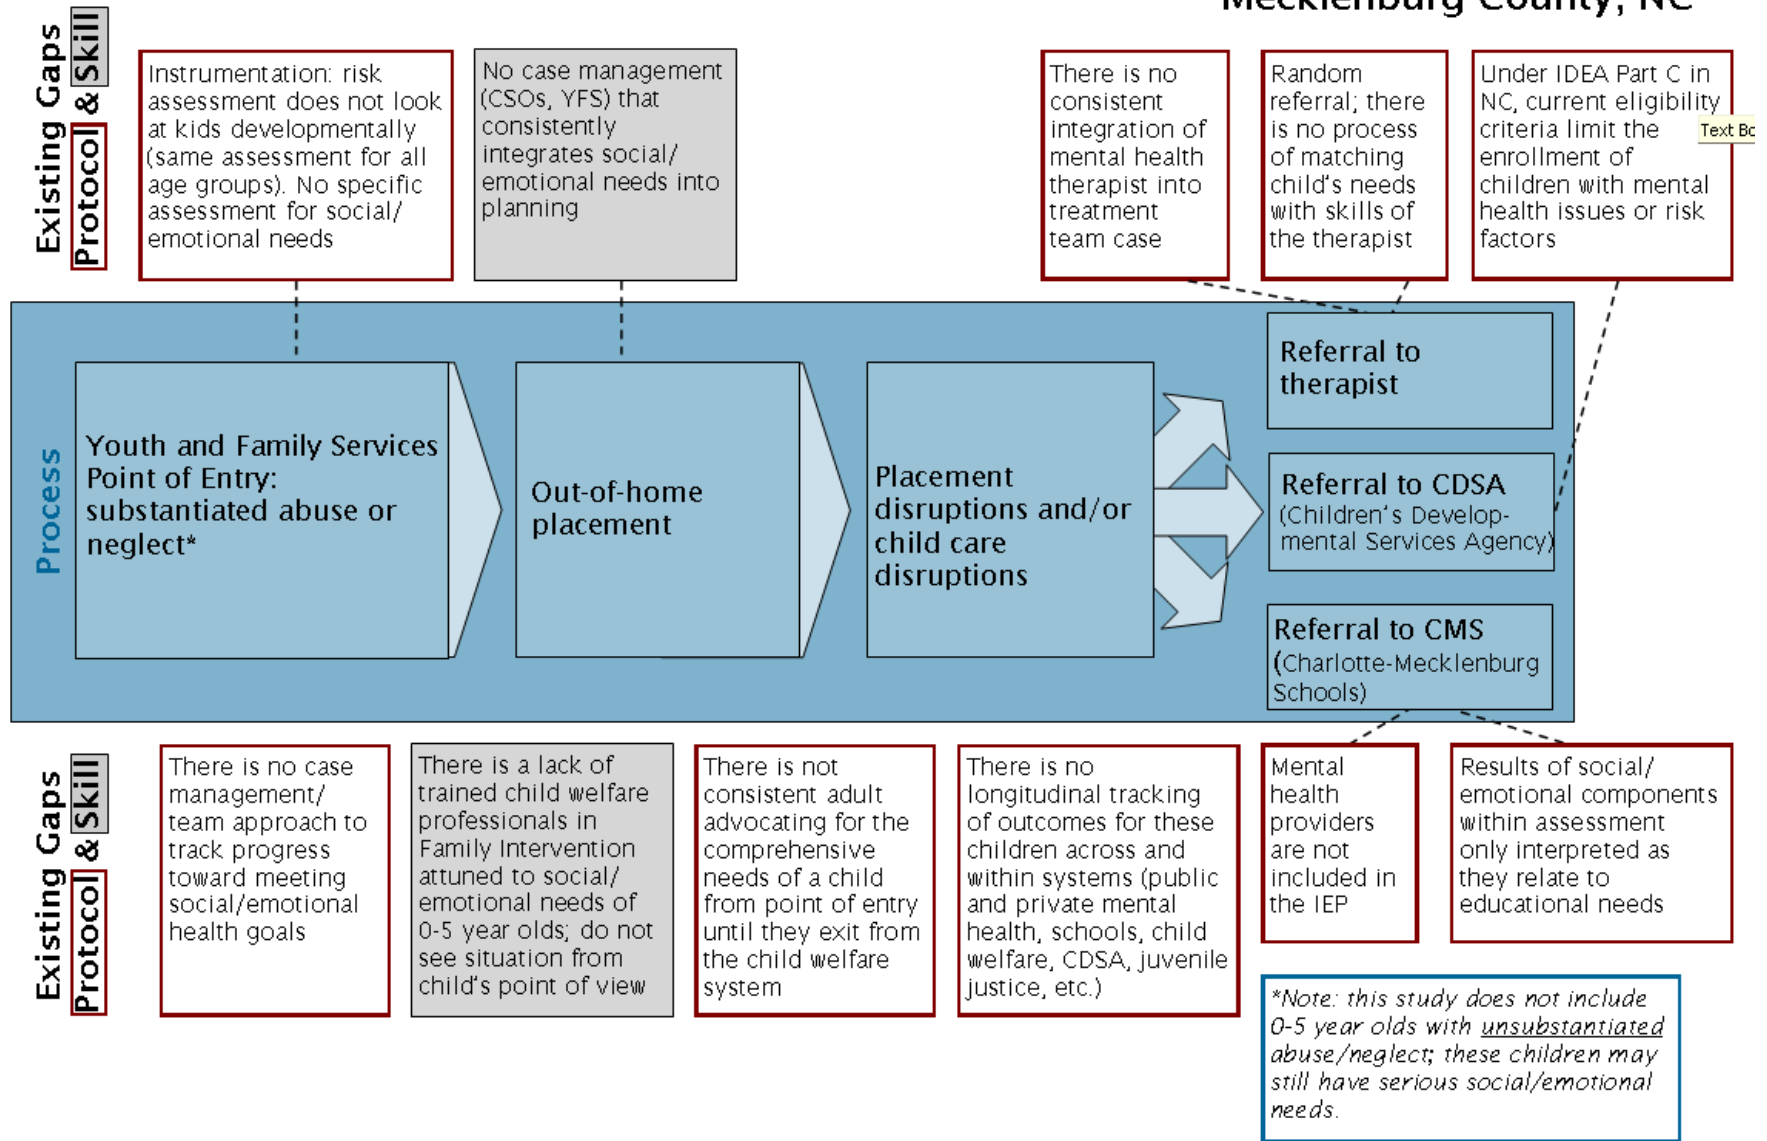 Mecklenburg County, NC
Existing Gaps
Protocol & Skill
Instrumentation: risk
assessment does not look
at kids developmentally
(same assessment for all
age groups). No specific
assessment for social/
emotional needs
No case management
(CSOs, YFS) that
consistently
integrates social/
emotional needs into
planning
There is no
consistent
integration of
mental health
therapist into
treatment
team case
Random
referral; there
is no process
of matching
child's needs
with skills of
the therapist
Under IDEA Part C in
NC, current eligibility
criteria limit the
enrollment of
children with mental
health issues or risk
factors
Text Bo
Process
Youth and Family Services
Point of Entry:
substantiated abuse or
neglect*
Out-of-home
placement
Placement
disruptions and/or
child care
disruptions
Referral to
therapist
Referral to CDSA
(Children's Develop-
mental Services Agency)
Referral to CMS
(Charlotte-Mecklenburg
Schools)
Existing Gaps
Protocol & Skill
There is no case
management/
team approach to
track progress
toward meeting
social/emotional
health goals
There is a lack of
trained child welfare
professionals in
Family Intervention
attuned to social/
emotional needs of
0-5 year olds; do not
see situation from
child's point of view
There is not
consistent adult
advocating for the
comprehensive
needs of a child
from point of entry
until they exit from
the child welfare
system
There is no
longitudinal tracking
of outcomes for these
children across and
within systems (public
and private mental
health, schools, child
welfare, CDSA, juvenile
justice, etc.)
Mental
health
providers
are not
included in
the IEP
Results of social/
emotional components
within assessment
only interpreted as
they relate to
educational needs
*Note: this study does not include
0-5 year olds with unsubstantiated
abuse/neglect; these children may
still have serious social/emotional
needs.